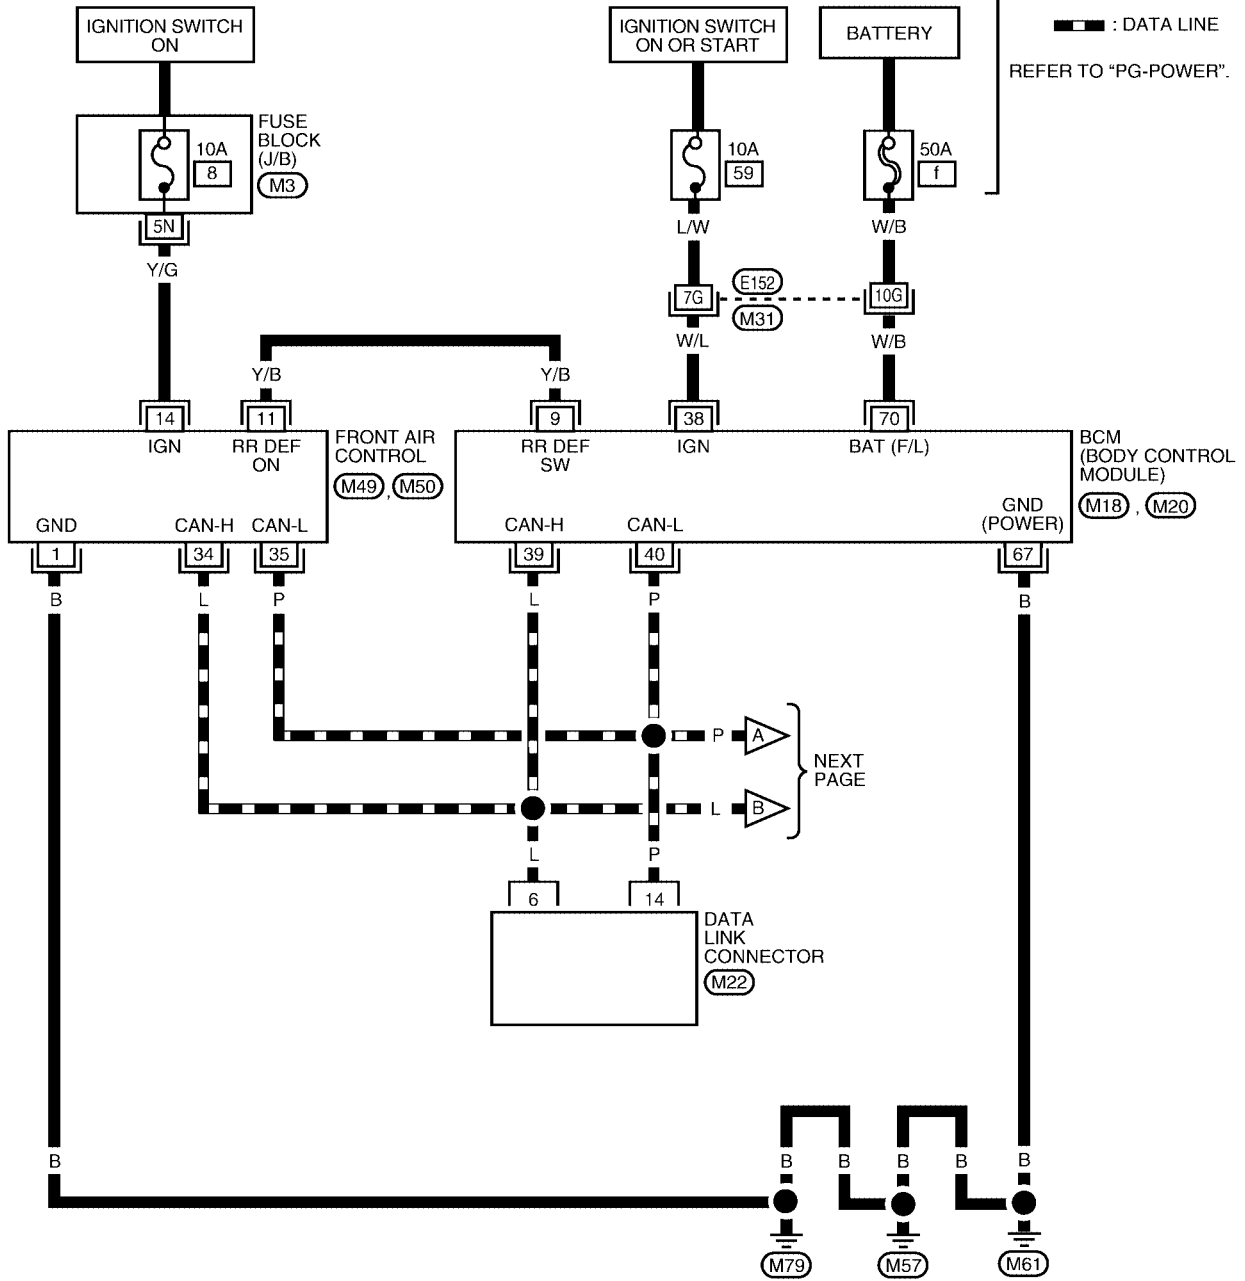 IGNITION SWITCH
ON
IGNITION SWITCH
ON OR START
BATTERY
: DATA LINE
REFER TO “PG-POWER”.
FUSE
BLOCK
(J/B)
M3
10A
8
10A
59
50A
f
5N
Y/G
L/W
W/B
7G
E152
M31
10G
W/L
W/B
Y/B
Y/B
14
11
9
38
70
IGN
RR DEF
ON
FRONT AIR
CONTROL
M49 , M50
RR DEF
SW
IGN
BAT (F/L)
BCM
(BODY CONTROL
MODULE)
M18 , M20
GND
CAN-H
CAN-L
CAN-H
CAN-L
GND
(POWER)
1
34
35
39
40
67
B
L
P
L
P
B
P
A
L
B
NEXT
PAGE
L
P
6
14
DATA
LINK
CONNECTOR
M22
B
B
B
B
B
B
M79
M57
M61